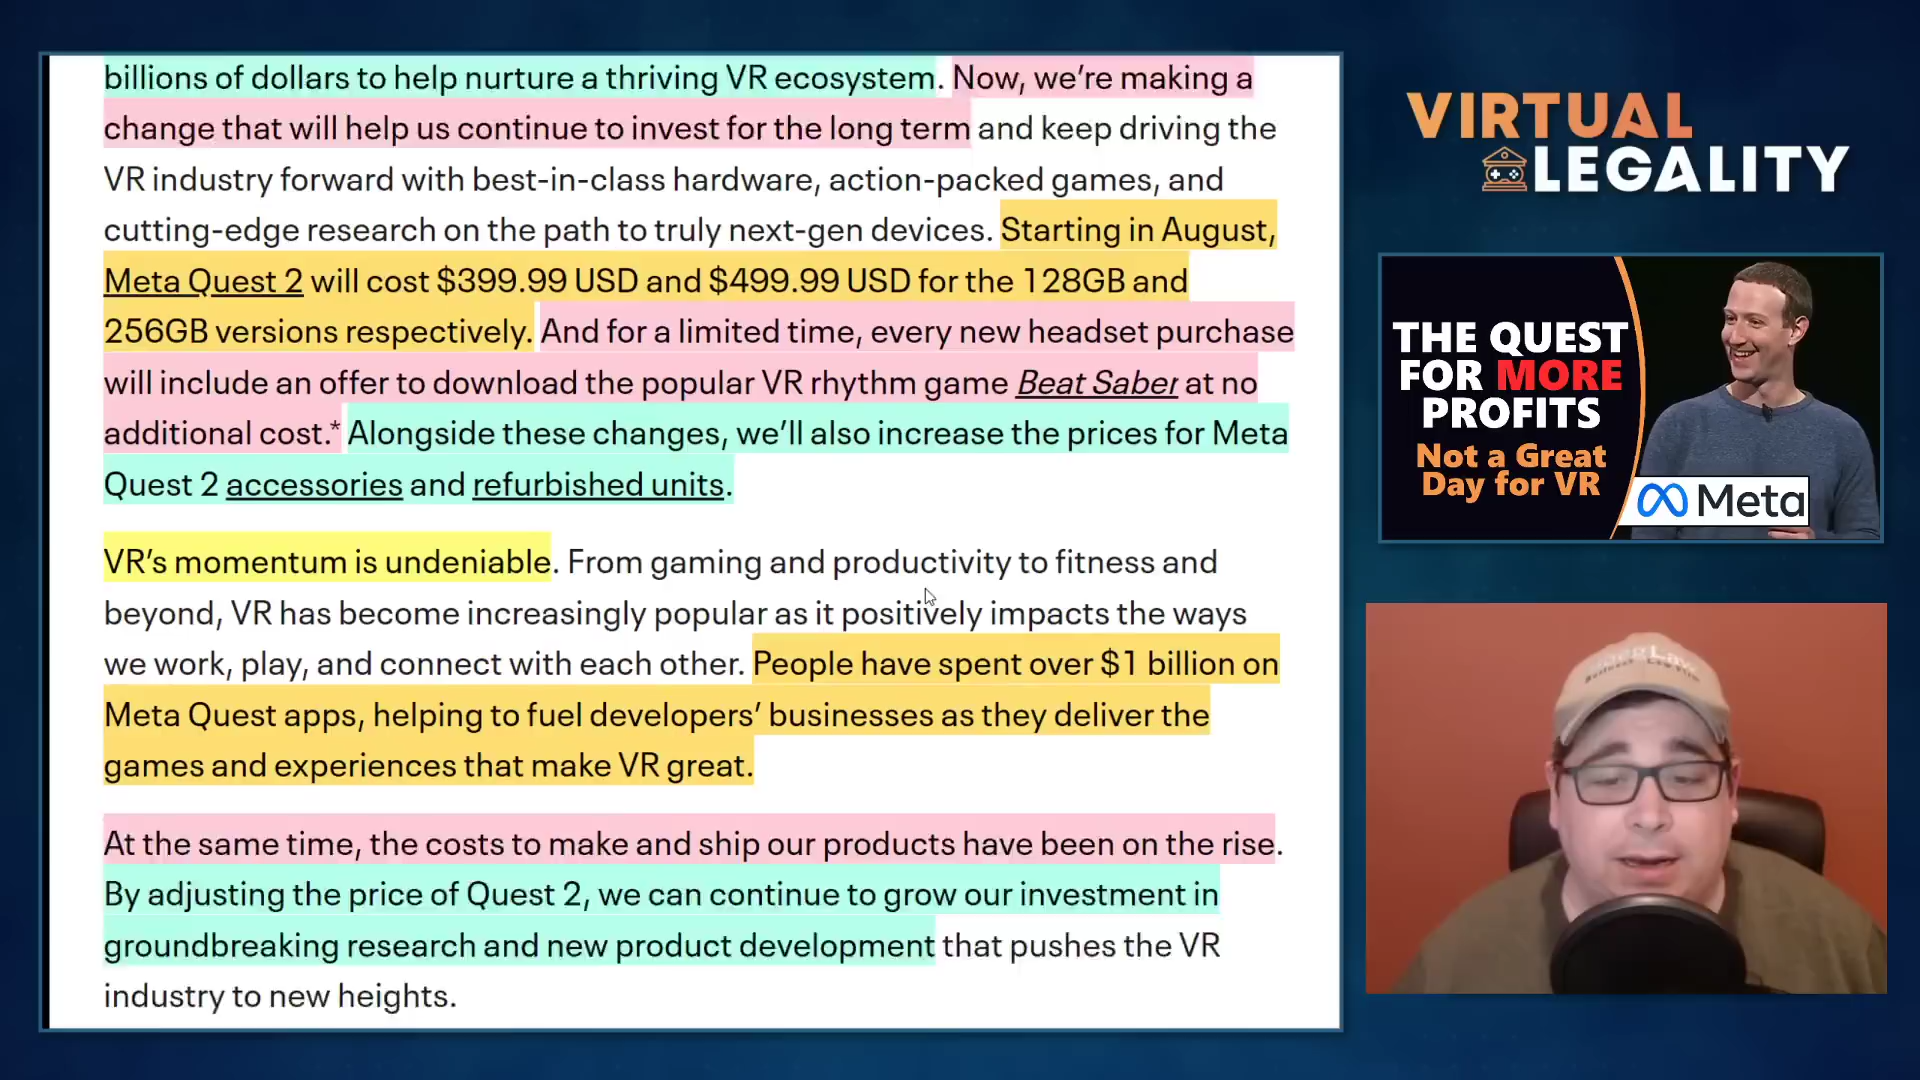 billions of dollars to help nurture a thriving VR ecosystem. Now, we’re making a
change that will help us continue to invest for the long term and keep driving the
VR industry forward with best-in-class hardware, action-packed games, and
cutting-edge research on the path to truly next-gen devices. Starting in August,
Meta Quest 2 will cost $399.99 USD and $499.99 USD for the 128GB and
256GB versions respectively. And for a limited time, every new headset purchase
will include an offer to download the popular VR rhythm game Beat Saber at no
additional cost.* Alongside these changes, we’ll also increase the prices for Meta
Quest 2 accessories and refurbished units.
VR’s momentum is undeniable. From gaming and productivity to fitness and
beyond, VR has become increasingly popular as it positively impacts the ways
we work, play, and connect with each other. People have spent over $1 billion on
Meta Quest apps, helping to fuel developers’ businesses as they deliver the
games and experiences that make VR great.
At the same time, the costs to make and ship our products have been on the rise.
By adjusting the price of Quest 2, we can continue to grow our investment in
groundbreaking research and new product development that pushes the VR
industry to new heights.
VIRTUAL
LEGALITY
THE QUEST
FOR MORE
PROFITS
Not a Great
Day for VR
Meta